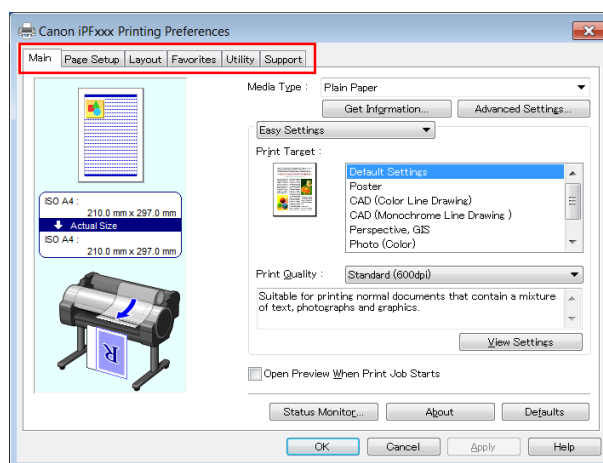 Canon iPFxxx Printing Preferences
Main Page Setup Layout Favorites Utility Support
Media Type : Plain Paper
Get Information... Advanced Settings...
Easy Settings
Print Target :
Default Settings
Poster
CAD (Color Line Drawing)
CAD (Monochrome Line Drawing )
Perspective, GIS
Photo (Color)
ISO A4 :
210.0 mm x 297.0 mm
Actual Size
ISO A4 :
210.0 mm x 297.0 mm
R
Print Quality : Standard (600dpi)
Suitable for printing normal documents that contain a mixture
of text, photographs and graphics.
View Settings
Open Preview When Print Job Starts
Status Monitor... About Defaults
OK Cancel Apply Help